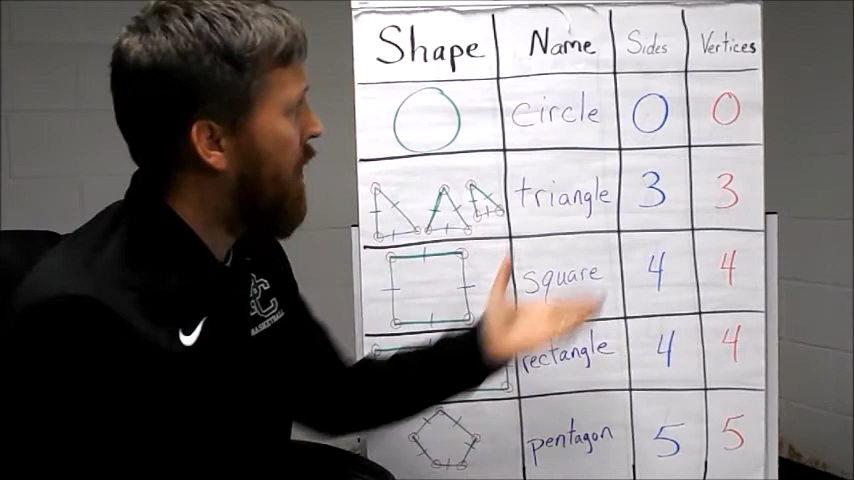 Shape Name Sides Vertices
circle 0 0
triangle 3 3
square 4 4
rectangle 4 4
pentagon 5 5
BASKETBALL